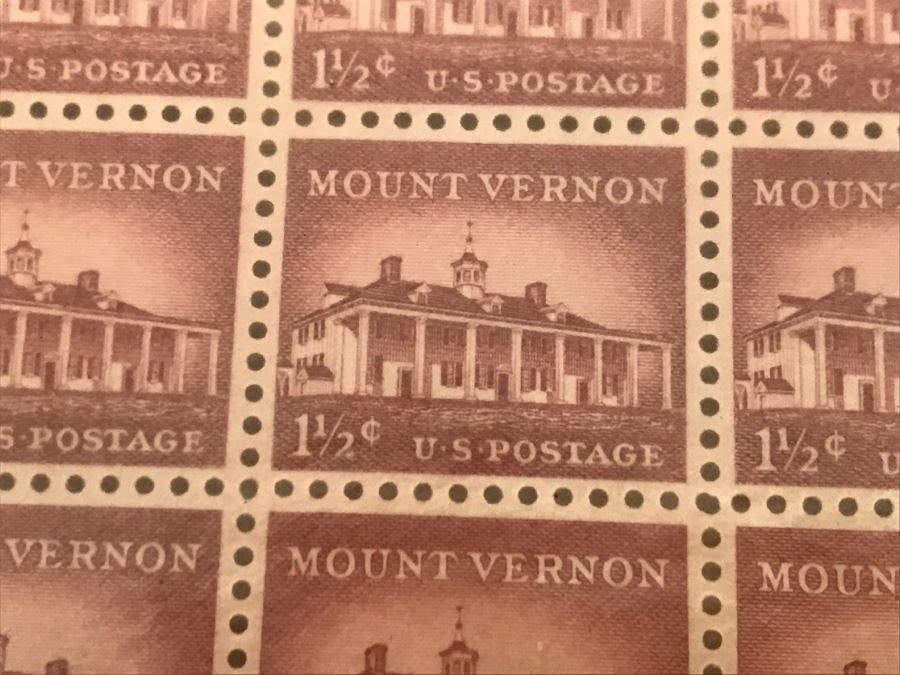 U·S·POSTAGE
1½¢ U·S·POSTAGE
1½¢ U·
T VERNON
MOUNT VERNON
MOUNT
S·POSTAGE
1½¢ U·S·POSTAGE
1½¢ U
VERNON
MOUNT VERNON
MOUN